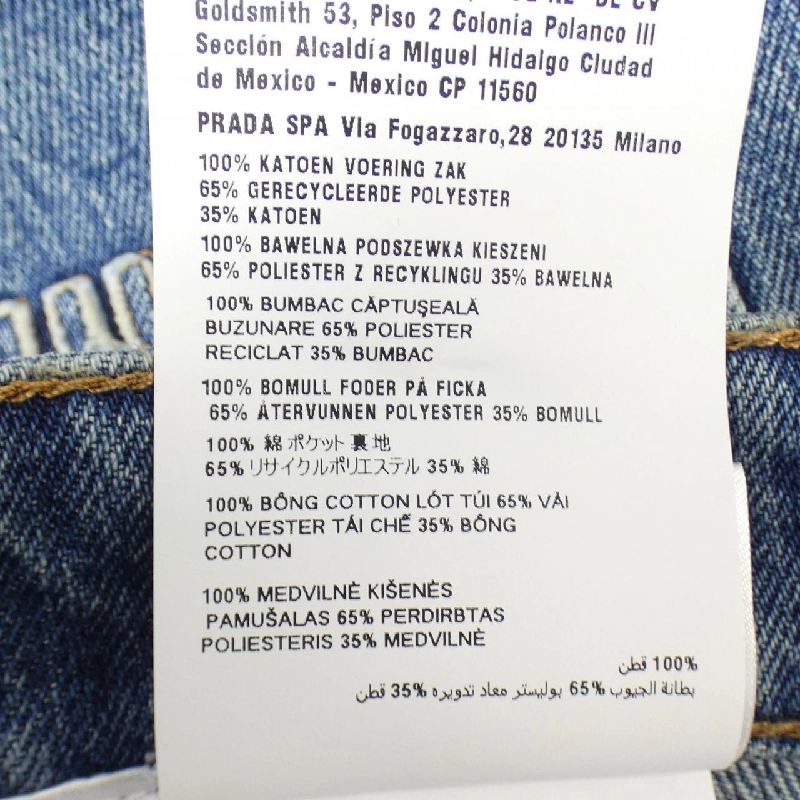 DE CV
Goldsmith 53, Piso 2 Colonia Polanco III
Sección Alcaldía Miguel Hidalgo Ciudad
de Mexico - Mexico CP 11560
PRADA SPA Via Fogazzaro,28 20135 Milano
100% KATOEN VOERING ZAK
65% GERECYCLEERDE POLYESTER
35% KATOEN
100% BAWELNA PODSZEWKA KIESZENI
65% POLIESTER Z RECYKLINGU 35% BAWELNA
100% BUMBAC CĂPTUŞEALĂ
BUZUNARE 65% POLIESTER
RECICLAT 35% BUMBAC
100% BOMULL FODER PÅ FICKA
65% ÅTERVUNNEN POLYESTER 35% BOMULL
100% 綿 ポケット 裏地
65% リサイクルポリエステル 35% 綿
100% BÔNG COTTON LÓT TÚI 65% VẢI
POLYESTER TÁI CHẾ 35% BÔNG
COTTON
100% MEDVILNĖ KIŠENĖS
PAMUŠALAS 65% PERDIRBTAS
POLIESTERIS 35% MEDVILNĖ
100% قطن
بطانة الجيوب 65% بوليستر معاد تدويره 35% قطن